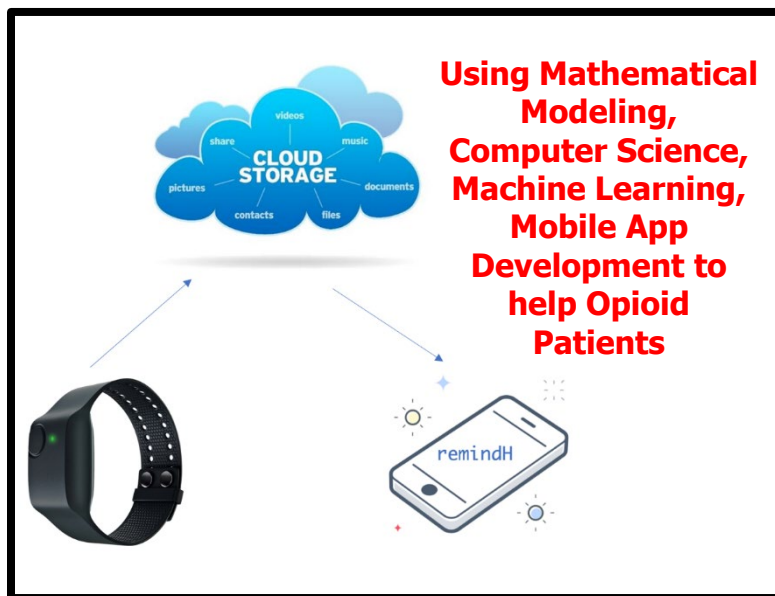 Using Mathematical
Modeling,
Computer Science,
Machine Learning,
Mobile App
Development to
help Opioid
Patients
videos
share
music
CLOUD
STORAGE
pictures
documents
contacts
files
remindH